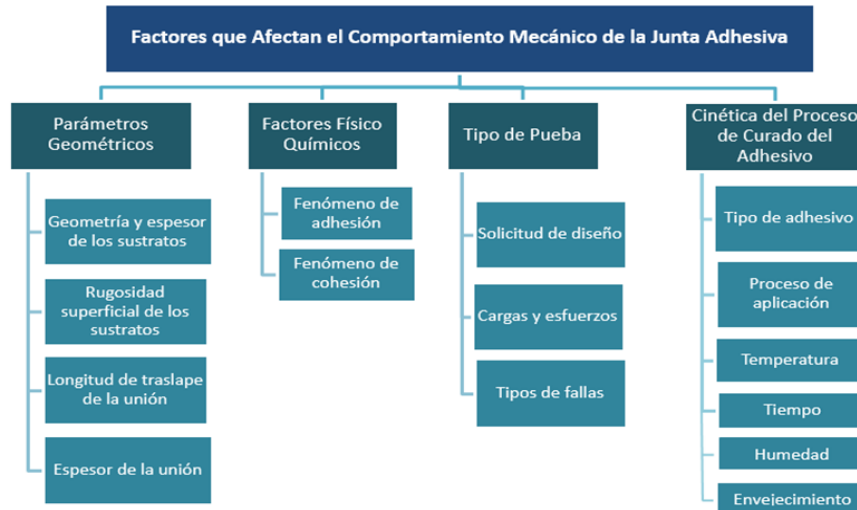 Factores que Afectan el Comportamiento Mecánico de la Junta Adhesiva
Parámetros
Geométricos
Geometría y espesor
de los sustratos
Rugosidad
superficial de los
sustratos
Longitud de traslape
de la unión
Espesor de la unión
Factores Físico
Químicos
Fenómeno de
adhesión
Fenómeno de
cohesión
Tipo de Pueba
Solicitud de diseño
Cargas y esfuerzos
Tipos de fallas
Cinética del Proceso
de Curado del
Adhesivo
Tipo de adhesivo
Proceso de
aplicación
Temperatura
Tiempo
Humedad
Envejecimiento